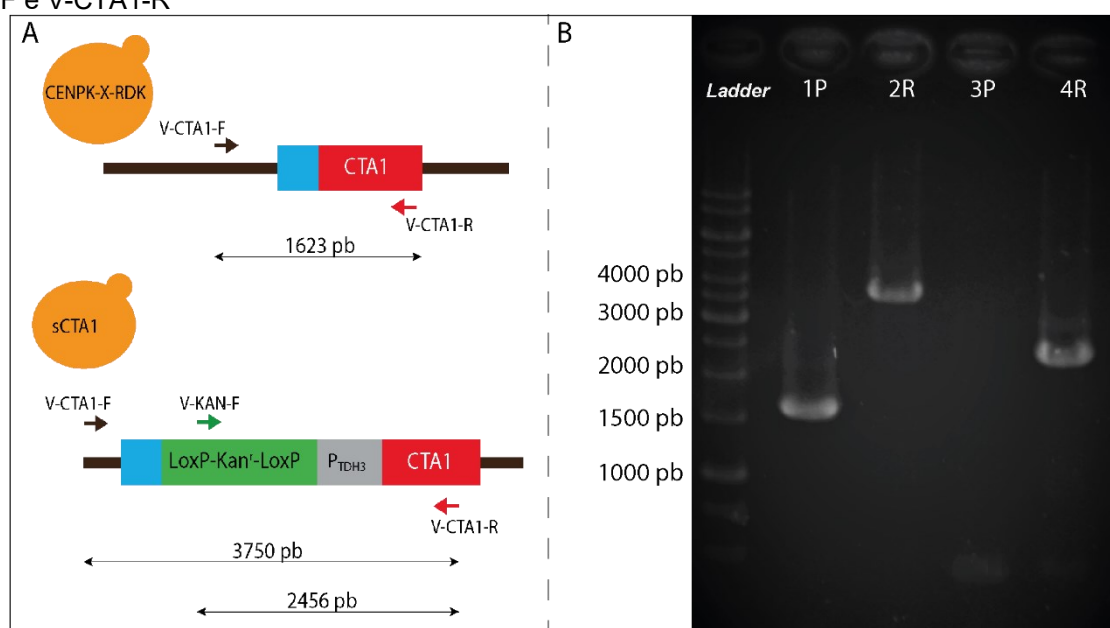 F e V-CTA1-R
A
CENPK-X-RDK
V-CTA1-F
CTA1
V-CTA1-R
1623 pb
sCTA1
V-CTA1-F
V-KAN-F
LoxP-Kanʳ-LoxP
P_TDH3
CTA1
V-CTA1-R
3750 pb
2456 pb
B
Ladder 1P 2R 3P 4R
4000 pb
3000 pb
2000 pb
1500 pb
1000 pb